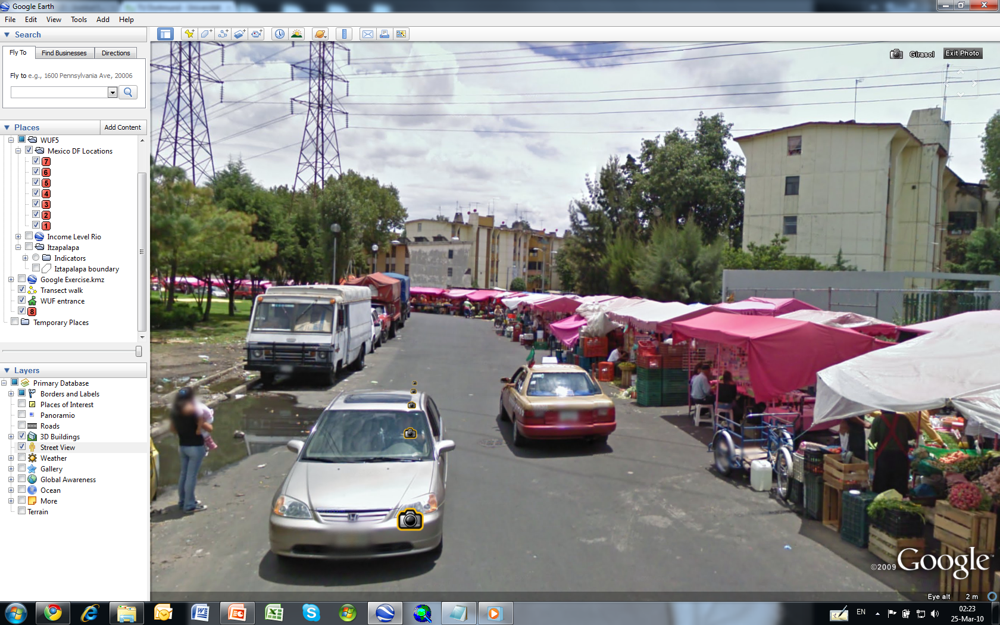 Google Earth
File Edit View Tools Add Help
Search
Fly To Find Businesses Directions
Fly to e.g., 1600 Pennsylvania Ave, 20006
Places Add Content
WUF5
Mexico DF Locations
7
6
5
4
3
2
1
Income Level Rio
Itzapalapa
Indicators
Iztapalapa boundary
Google Exercise.kmz
Transect walk
WUF entrance
8
Temporary Places
Layers
Primary Database
Borders and Labels
Places of Interest
Panoramio
Roads
3D Buildings
Street View
Weather
Gallery
Global Awareness
Ocean
More
Terrain
Girasol Exit Photo
©2009 Google™
Eye alt 2 m
EN
02:23
25-Mar-10